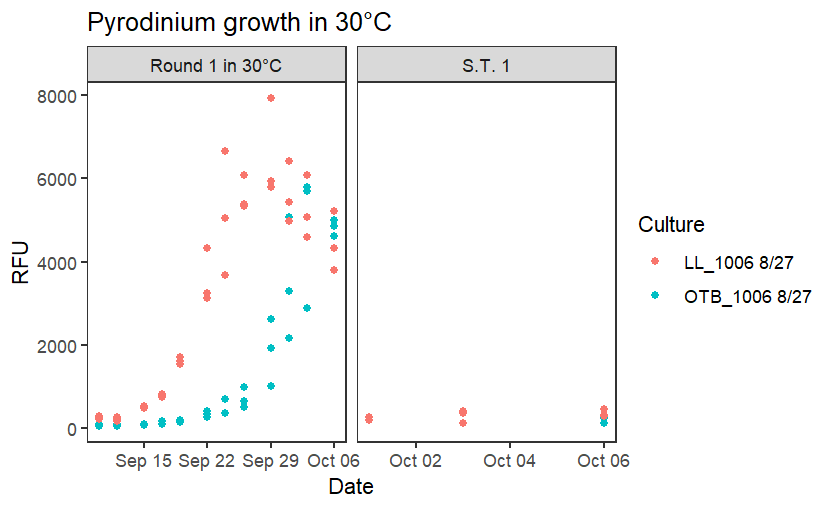 Pyrodinium growth in 30°C
Round 1 in 30°C
S.T. 1
8000
6000
4000
2000
0
RFU
Sep 15 Sep 22 Sep 29 Oct 06
Oct 02 Oct 04 Oct 06
Date
Culture
LL_1006 8/27
OTB_1006 8/27